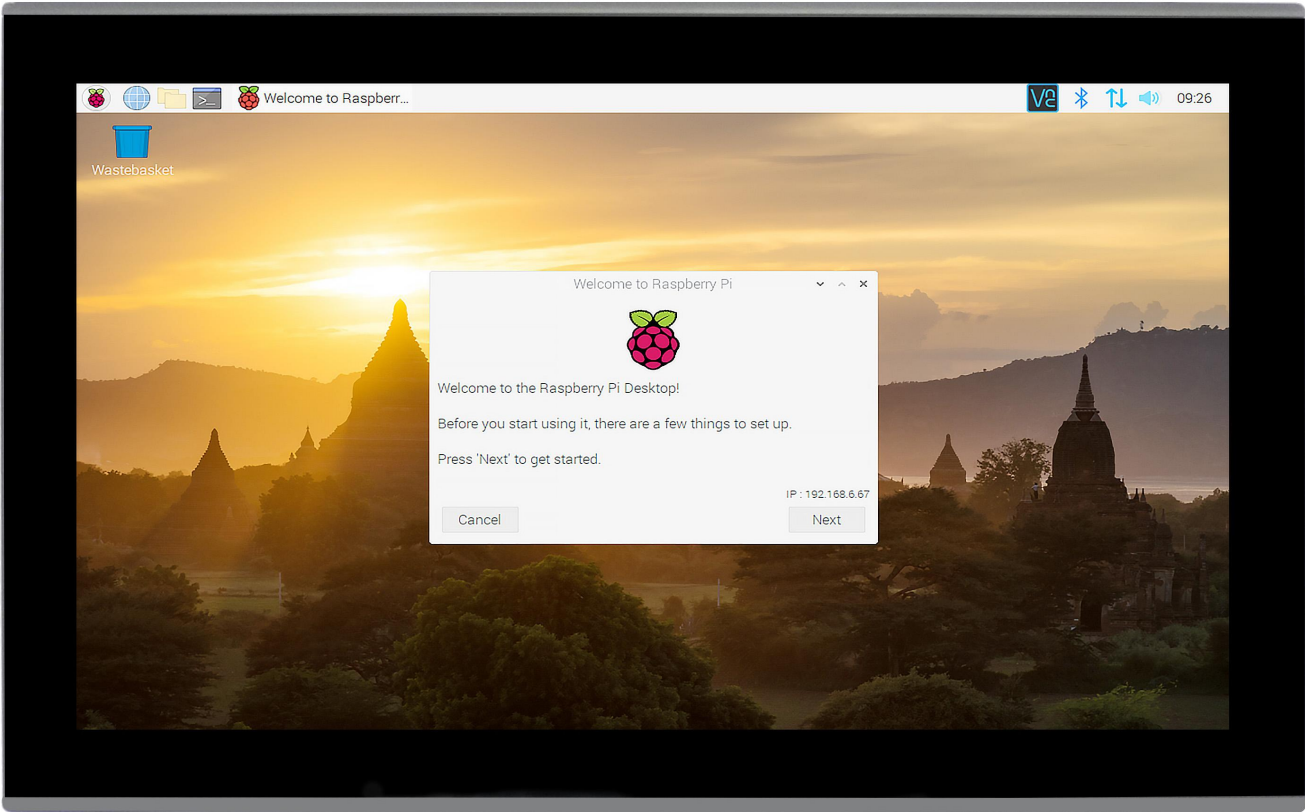 Welcome to Raspberr...
V2
09:26
Wastebasket
Welcome to Raspberry Pi
Welcome to the Raspberry Pi Desktop!
Before you start using it, there are a few things to set up.
Press 'Next' to get started.
IP : 192.168.6.67
Cancel
Next